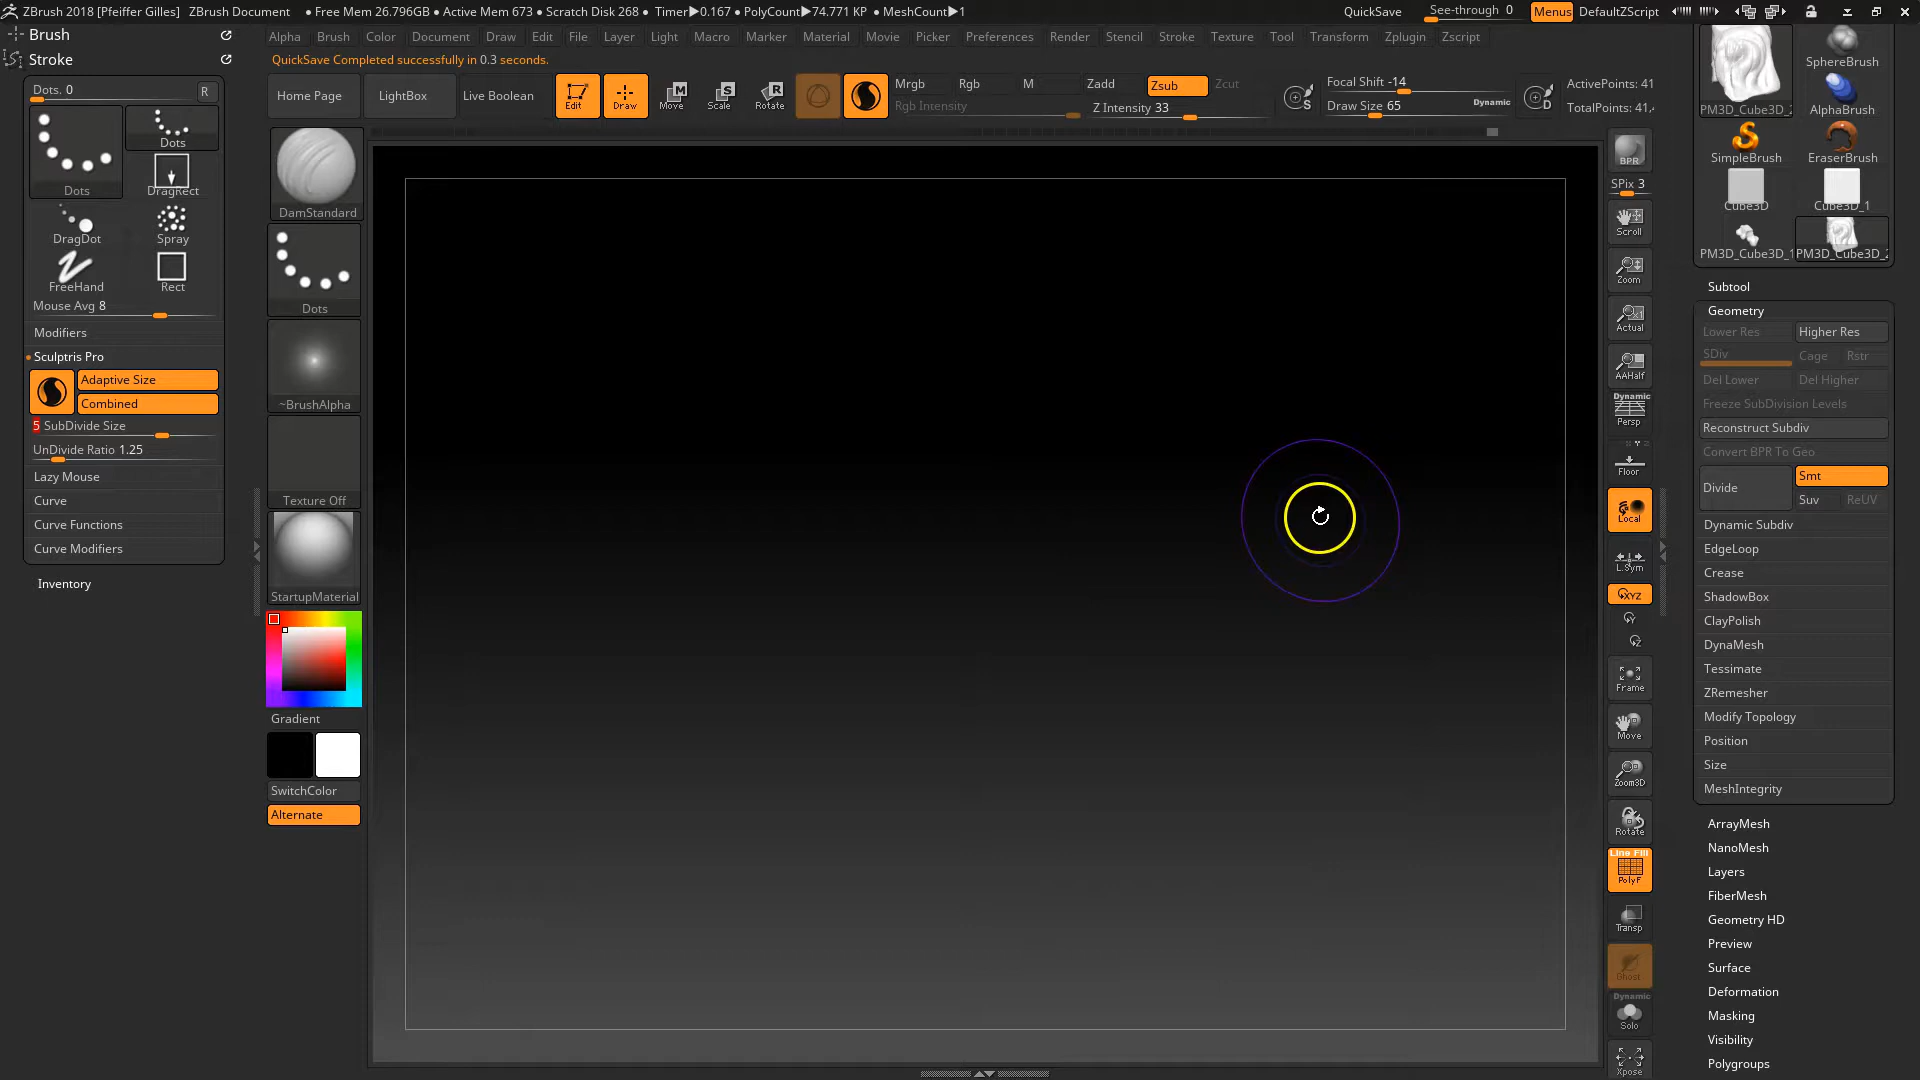 ZBrush 2018 [Pfeiffer Gilles] ZBrush Document • Free Mem 26.796GB • Active Mem 673 • Scratch Disk 268 • Timer▶0.167 • PolyCount▶74.771 KP • MeshCount▶1 QuickSave See-through 0 Menus DefaultZScript
Brush
Alpha Brush Color Document Draw Edit File Layer Light Macro Marker Material Movie Picker Preferences Render Stencil Stroke Texture Tool Transform Zplugin Zscript
Stroke
QuickSave Completed successfully in 0.3 seconds.
Dots. 0
R
Dots
Dots
DragRect
DragDot
Spray
FreeHand
Rect
Mouse Avg 8
Modifiers
Sculptris Pro
Adaptive Size
Combined
5 SubDivide Size
UnDivide Ratio 1.25
Lazy Mouse
Curve
Curve Functions
Curve Modifiers
Inventory
Home Page
LightBox
Live Boolean
Edit
Draw
Move
Scale
Rotate
Mrgb
Rgb
M
Rgb Intensity
Zadd
Zsub
Zcut
Z Intensity 33
Focal Shift -14
Draw Size 65
Dynamic
ActivePoints: 41
TotalPoints: 41,
DamStandard
Dots
~BrushAlpha
Texture Off
StartupMaterial
Gradient
SwitchColor
Alternate
BPR
SPix 3
Scroll
Zoom
Actual
AAHalf
Dynamic
Persp
Floor
Local
L.Sym
XYZ
Y
Z
Frame
Move
Zoom3D
Rotate
Line Fill
PolyF
Transp
Ghost
Dynamic
Solo
Xpose
PM3D_Cube3D_2
SphereBrush
AlphaBrush
SimpleBrush
EraserBrush
Cube3D
Cube3D_1
PM3D_Cube3D_1
PM3D_Cube3D_2
Subtool
Geometry
Lower Res
Higher Res
SDiv
Cage
Rstr
Del Lower
Del Higher
Freeze SubDivision Levels
Reconstruct Subdiv
Convert BPR To Geo
Divide
Smt
Suv
ReUV
Dynamic Subdiv
EdgeLoop
Crease
ShadowBox
ClayPolish
DynaMesh
Tessimate
ZRemesher
Modify Topology
Position
Size
MeshIntegrity
ArrayMesh
NanoMesh
Layers
FiberMesh
Geometry HD
Preview
Surface
Deformation
Masking
Visibility
Polygroups